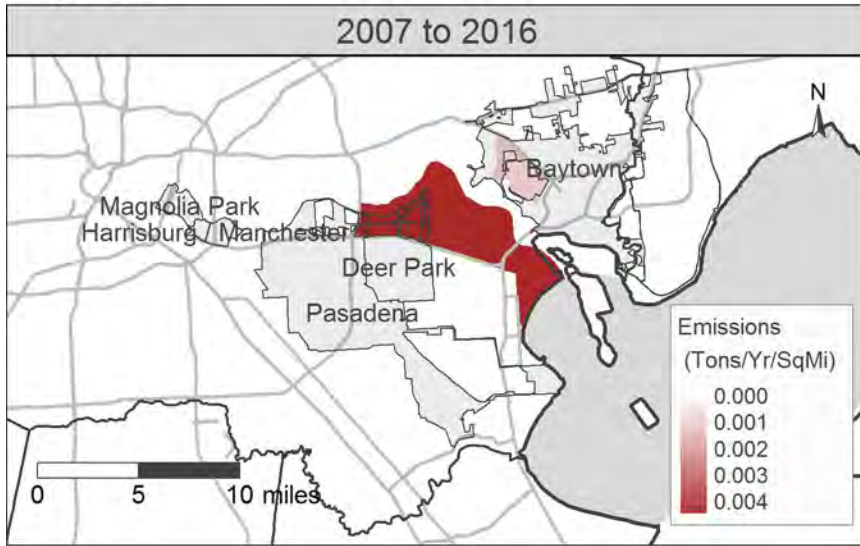 2007 to 2016
N
Baytown
Magnolia Park
Harrisburg / Manchester
Deer Park
Pasadena
Emissions
(Tons/Yr/SqMi)
0.000
0.001
0.002
0.003
0.004
0 5 10 miles